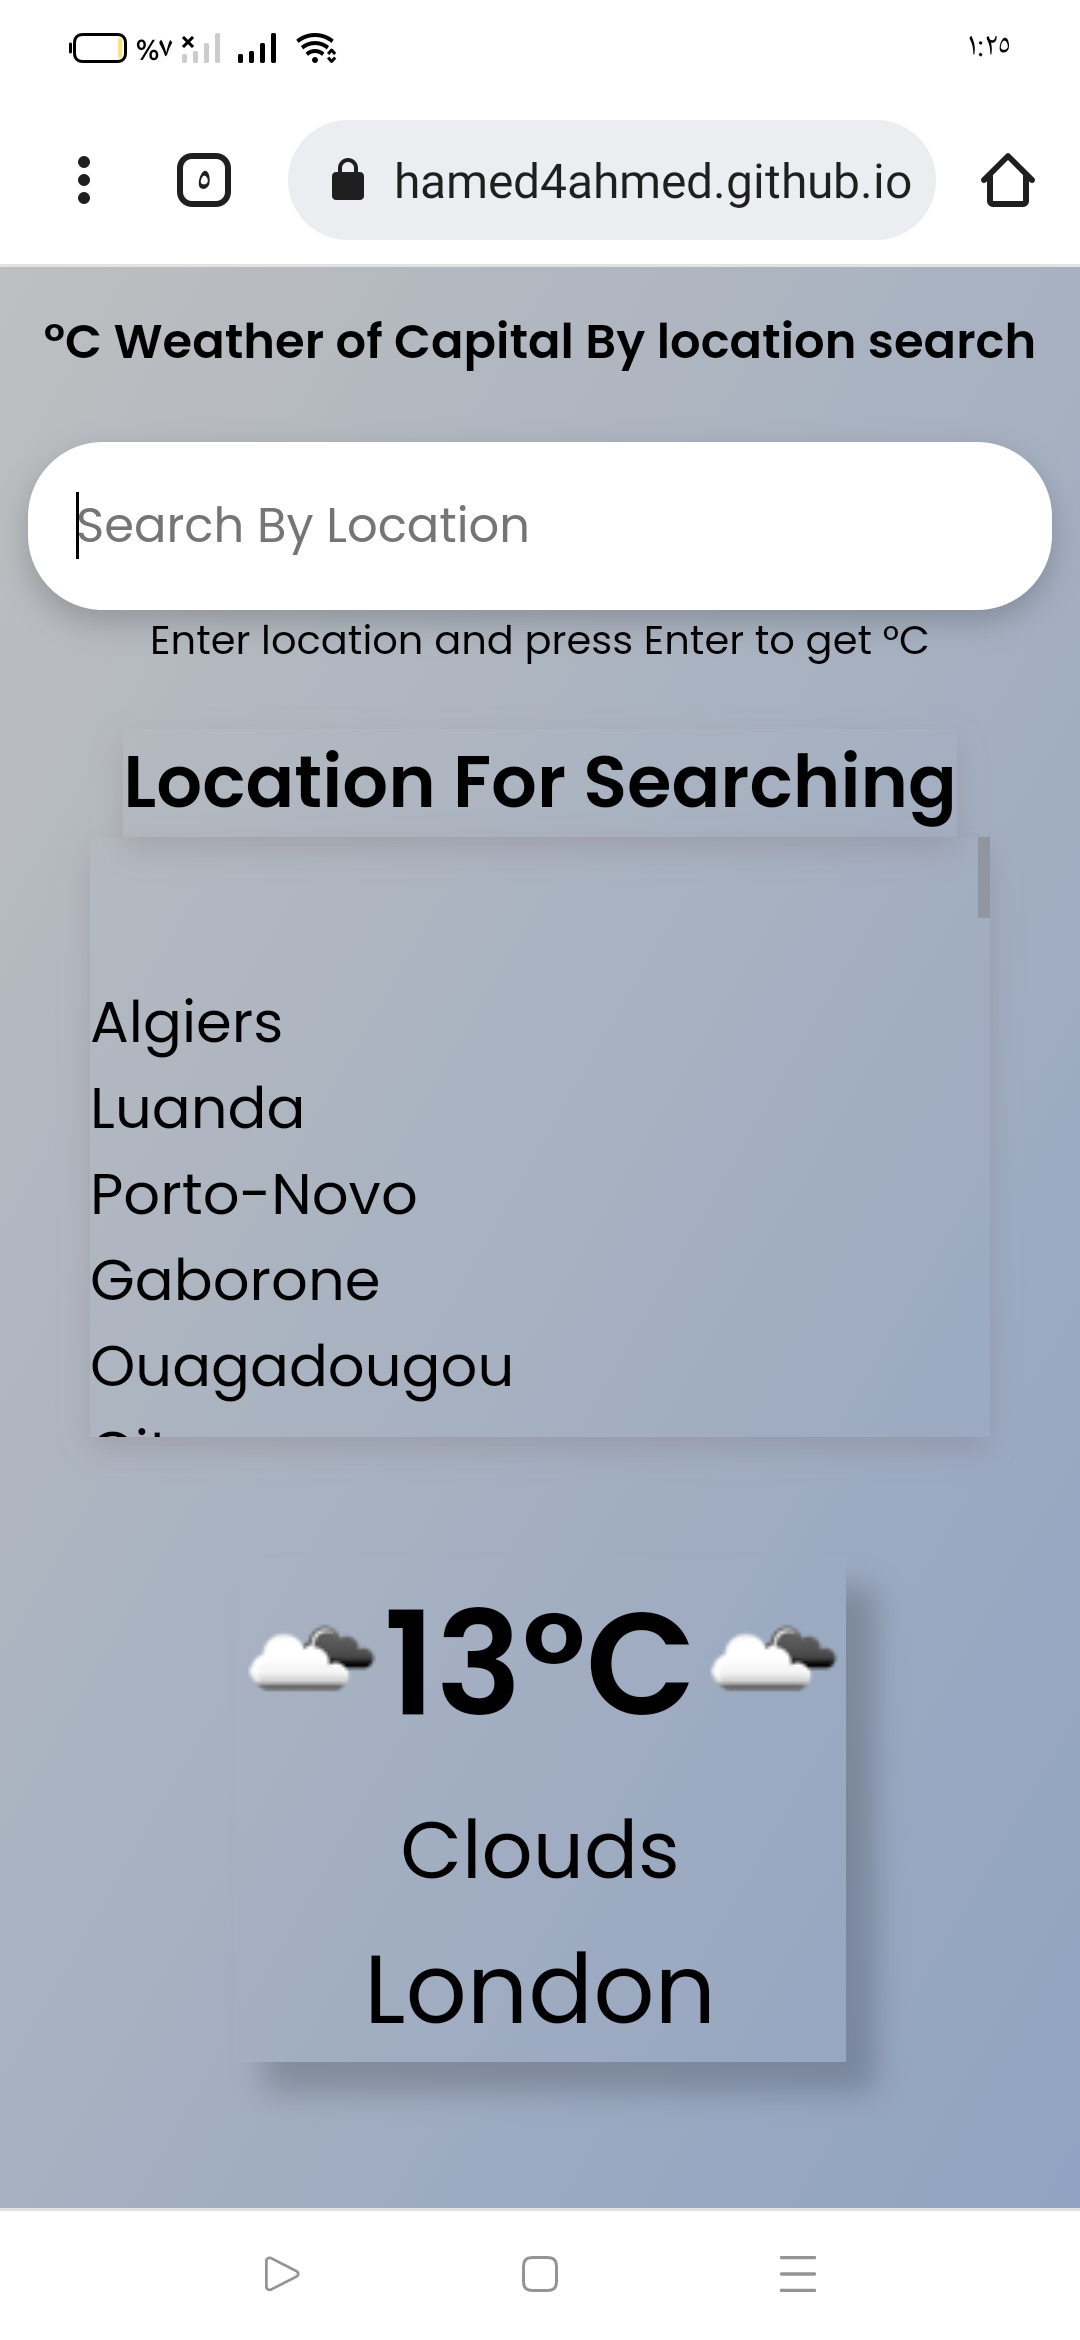 %٧ ١:٢٥
٥ hamed4ahmed.github.io
°C Weather of Capital By location search
Search By Location
Enter location and press Enter to get °C
Location For Searching
Algiers
Luanda
Porto-Novo
Gaborone
Ouagadougou
13°C
Clouds
London